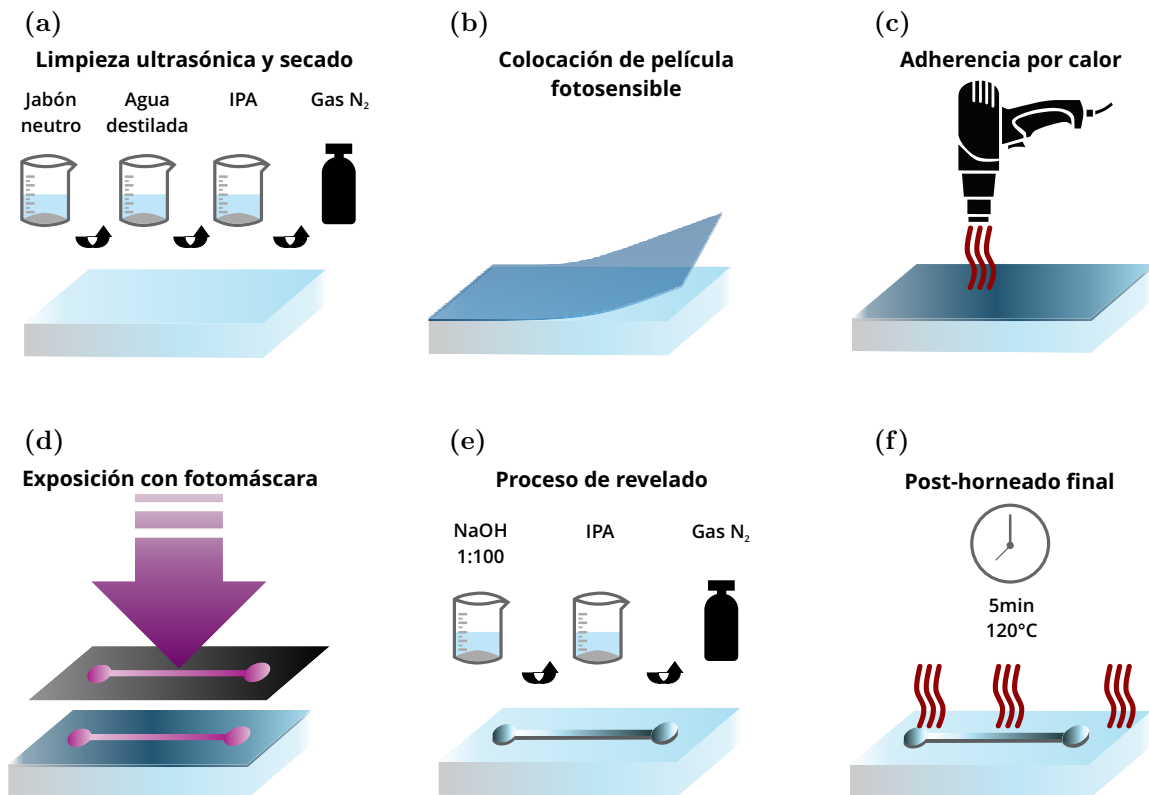 (a)
Limpieza ultrasónica y secado
Jabón
neutro
Agua
destilada
IPA
Gas N₂
(b)
Colocación de película
fotosensible
(c)
Adherencia por calor
(d)
Exposición con fotomáscara
(e)
Proceso de revelado
NaOH
1:100
IPA
Gas N₂
(f)
Post-horneado final
5min
120°C